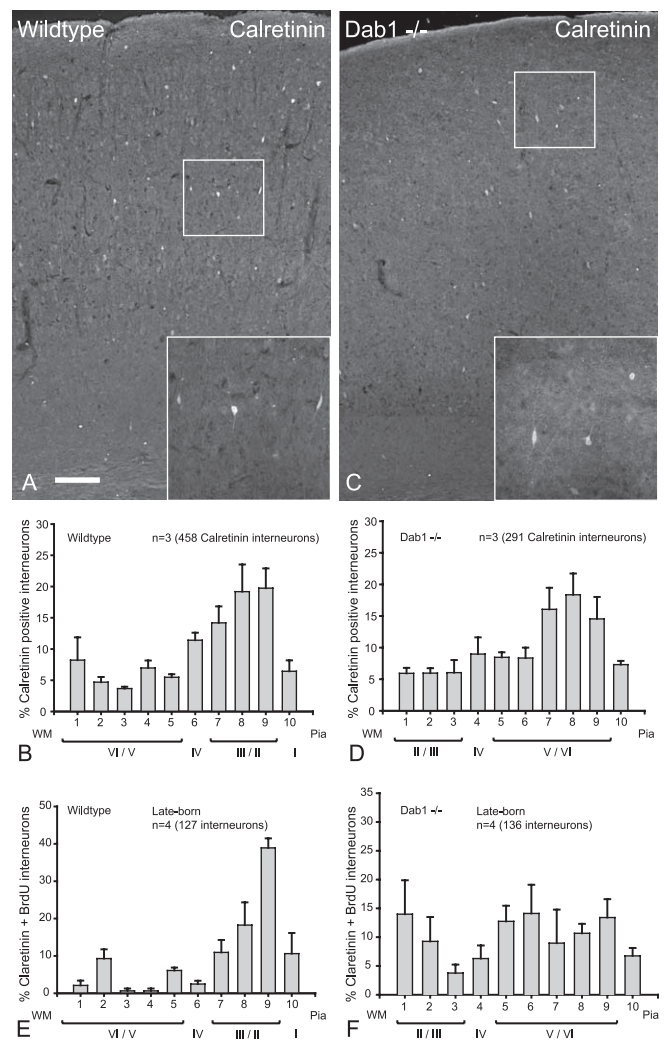 Wildtype Calretinin
A
Dab1 -/- Calretinin
C
% Calretinin positive interneurons
30
25
20
15
10
5
0
Wildtype n=3 (458 Calretinin interneurons)
1 2 3 4 5 6 7 8 9 10
WM Pia
VI / V IV III / II I
B
% Calretinin positive interneurons
30
25
20
15
10
5
0
Dab1 -/- n=3 (291 Calretinin interneurons)
1 2 3 4 5 6 7 8 9 10
WM Pia
II / III IV V / VI
D
% Claretinin + BrdU interneurons
50
40
30
20
10
0
Wildtype Late-born
n=4 (127 interneurons)
1 2 3 4 5 6 7 8 9 10
WM Pia
VI / V IV III / II I
E
% Claretinin + BrdU interneurons
35
30
25
20
15
10
5
0
Dab1 -/- Late-born
n=4 (136 interneurons)
1 2 3 4 5 6 7 8 9 10
WM Pia
II / III IV V / VI
F